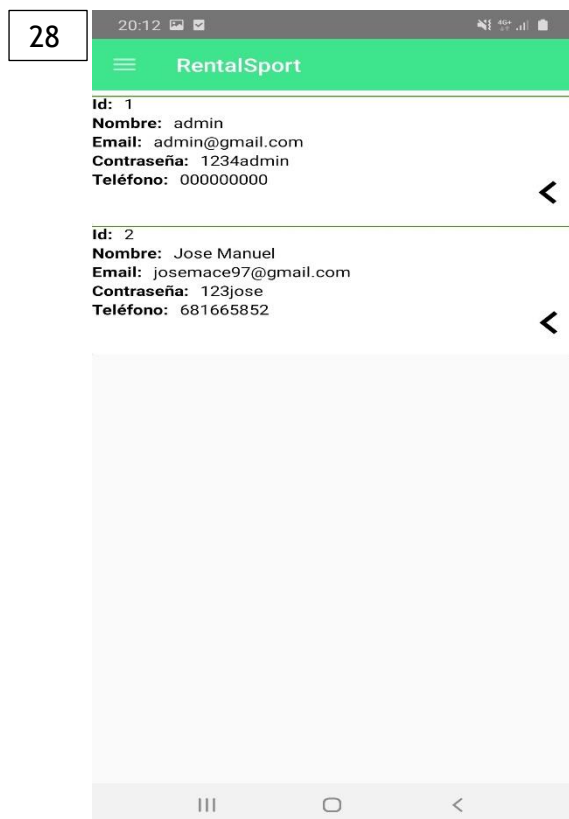 28
20:12
4G+
RentalSport
Id: 1
Nombre: admin
Email: admin@gmail.com
Contraseña: 1234admin
Teléfono: 000000000
Id: 2
Nombre: Jose Manuel
Email: josemace97@gmail.com
Contraseña: 123jose
Teléfono: 681665852